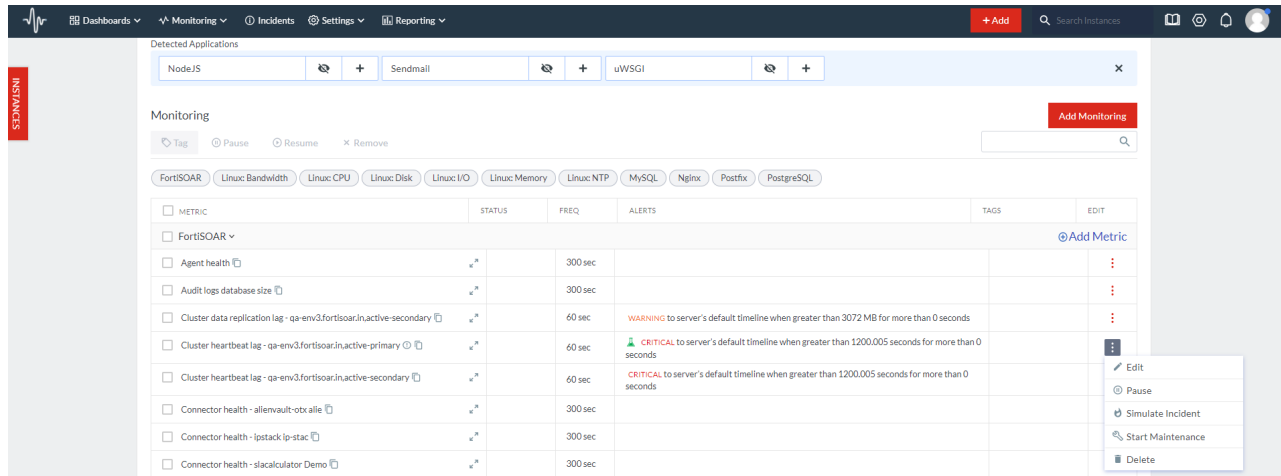 Dashboards Monitoring Incidents Settings Reporting + Add Search Instances
INSTANCES
Detected Applications
NodeJS + Sendmail + uWSGI + ×
Monitoring Add Monitoring
Tag Pause Resume × Remove
FortiSOAR Linux: Bandwidth Linux: CPU Linux: Disk Linux: I/O Linux: Memory Linux: NTP MySQL Nginx Postfix PostgreSQL
METRIC STATUS FREQ ALERTS TAGS EDIT
FortiSOAR Add Metric
Agent health 300 sec
Audit logs database size 300 sec
Cluster data replication lag - qa-env3.fortisoar.in,active-secondary 60 sec WARNING to server's default timeline when greater than 3072 MB for more than 0 seconds
Cluster heartbeat lag - qa-env3.fortisoar.in,active-primary 60 sec CRITICAL to server's default timeline when greater than 1200.005 seconds for more than 0
seconds
Cluster heartbeat lag - qa-env3.fortisoar.in,active-secondary 60 sec CRITICAL to server's default timeline when greater than 1200.005 seconds for more than 0
seconds
Connector health - alienvault-otx alie 300 sec
Connector health - ipstack ip-stac 300 sec
Connector health - slacalculator Demo 300 sec
Edit
Pause
Simulate Incident
Start Maintenance
Delete